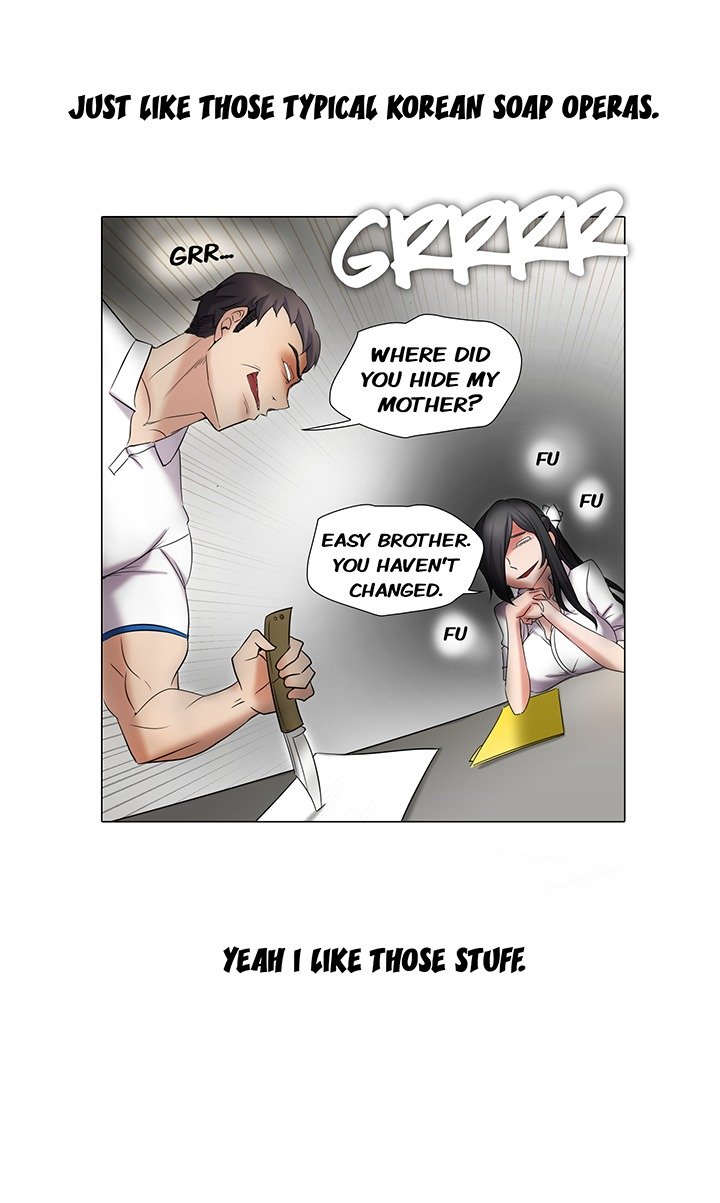 JUST LIKE THOSE TYPICAL KOREAN SOAP OPERAS.
GRRRR
GRR...
WHERE DID
YOU HIDE MY
MOTHER?
FU
FU
EASY BROTHER.
YOU HAVEN'T
CHANGED.
FU
YEAH I LIKE THOSE STUFF.